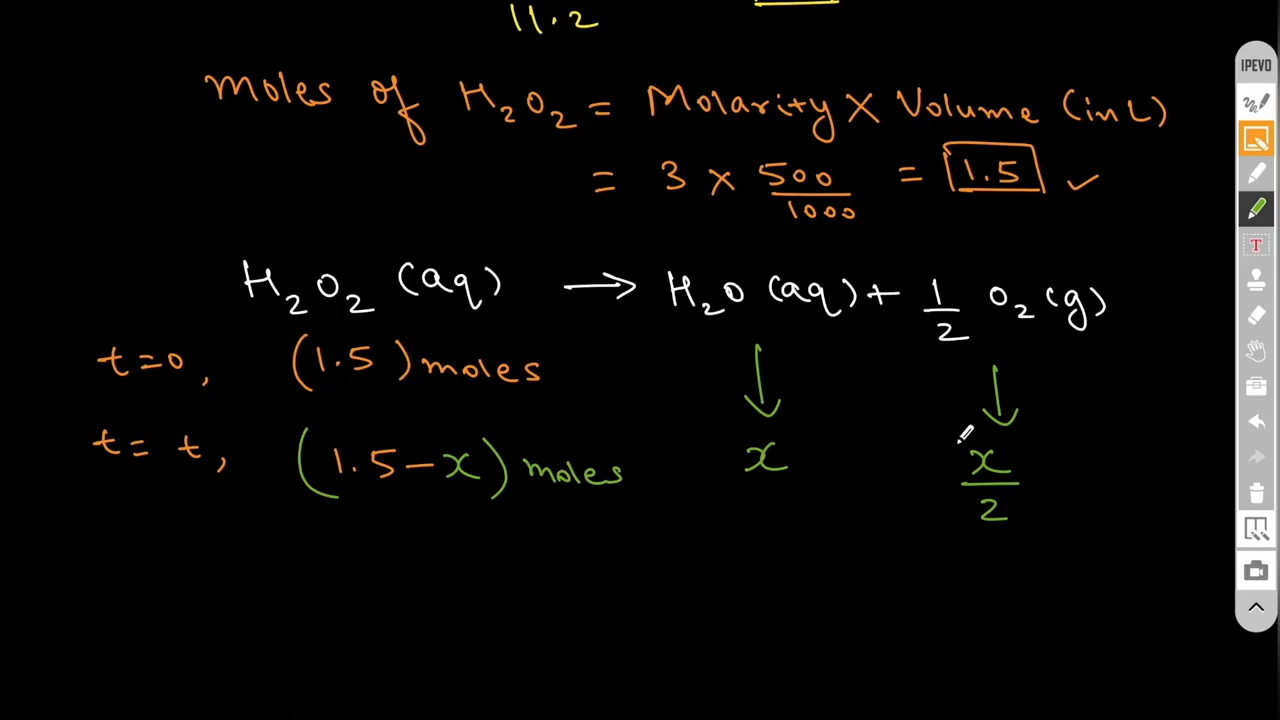 11.2
Moles of H₂O₂ = Molarity × Volume (in L)
= 3 × 500/1000 = 1.5 ✓
H₂O₂ (aq) → H₂O (aq) + 1/2 O₂ (g)
t=0, (1.5) moles
t= t, (1.5 - x) moles x x/2
IPEVO
T